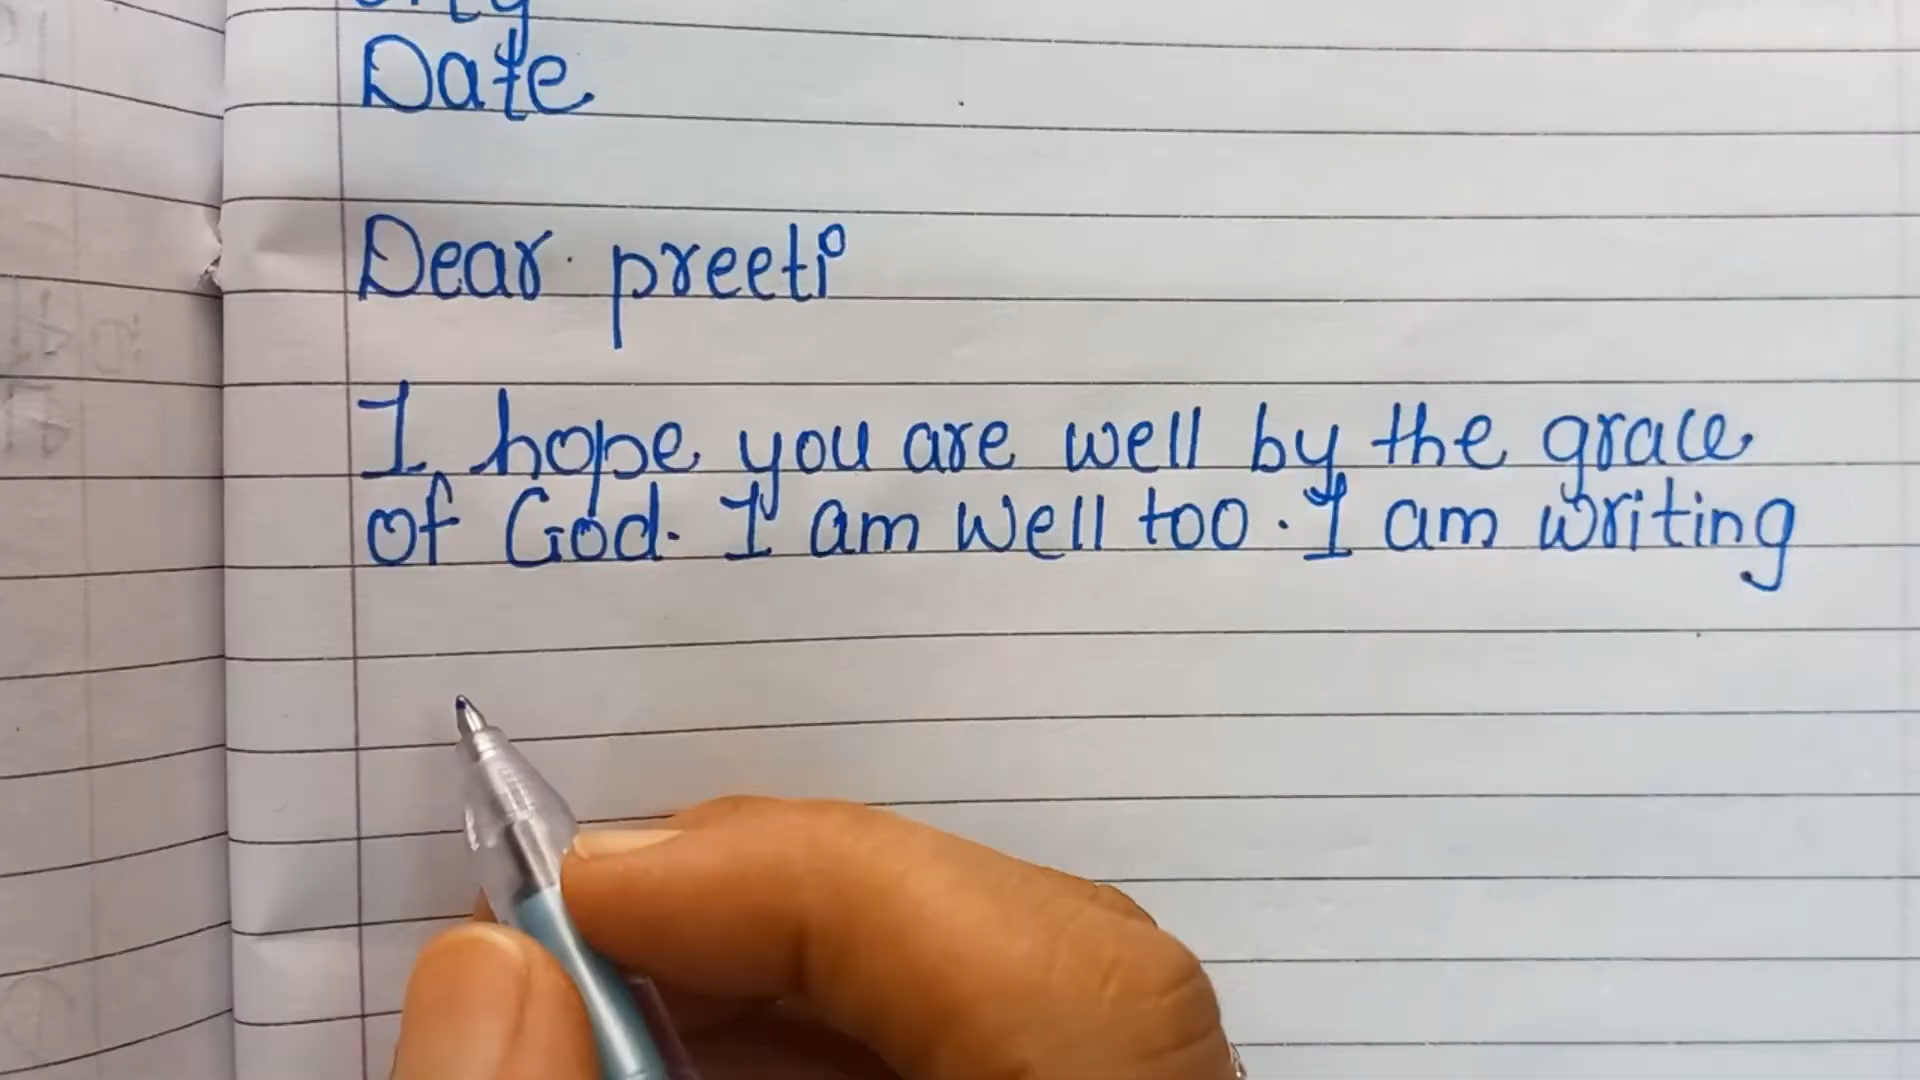 Date
Dear preeti
I hope you are well by the grace
of God. I am well too. I am writing